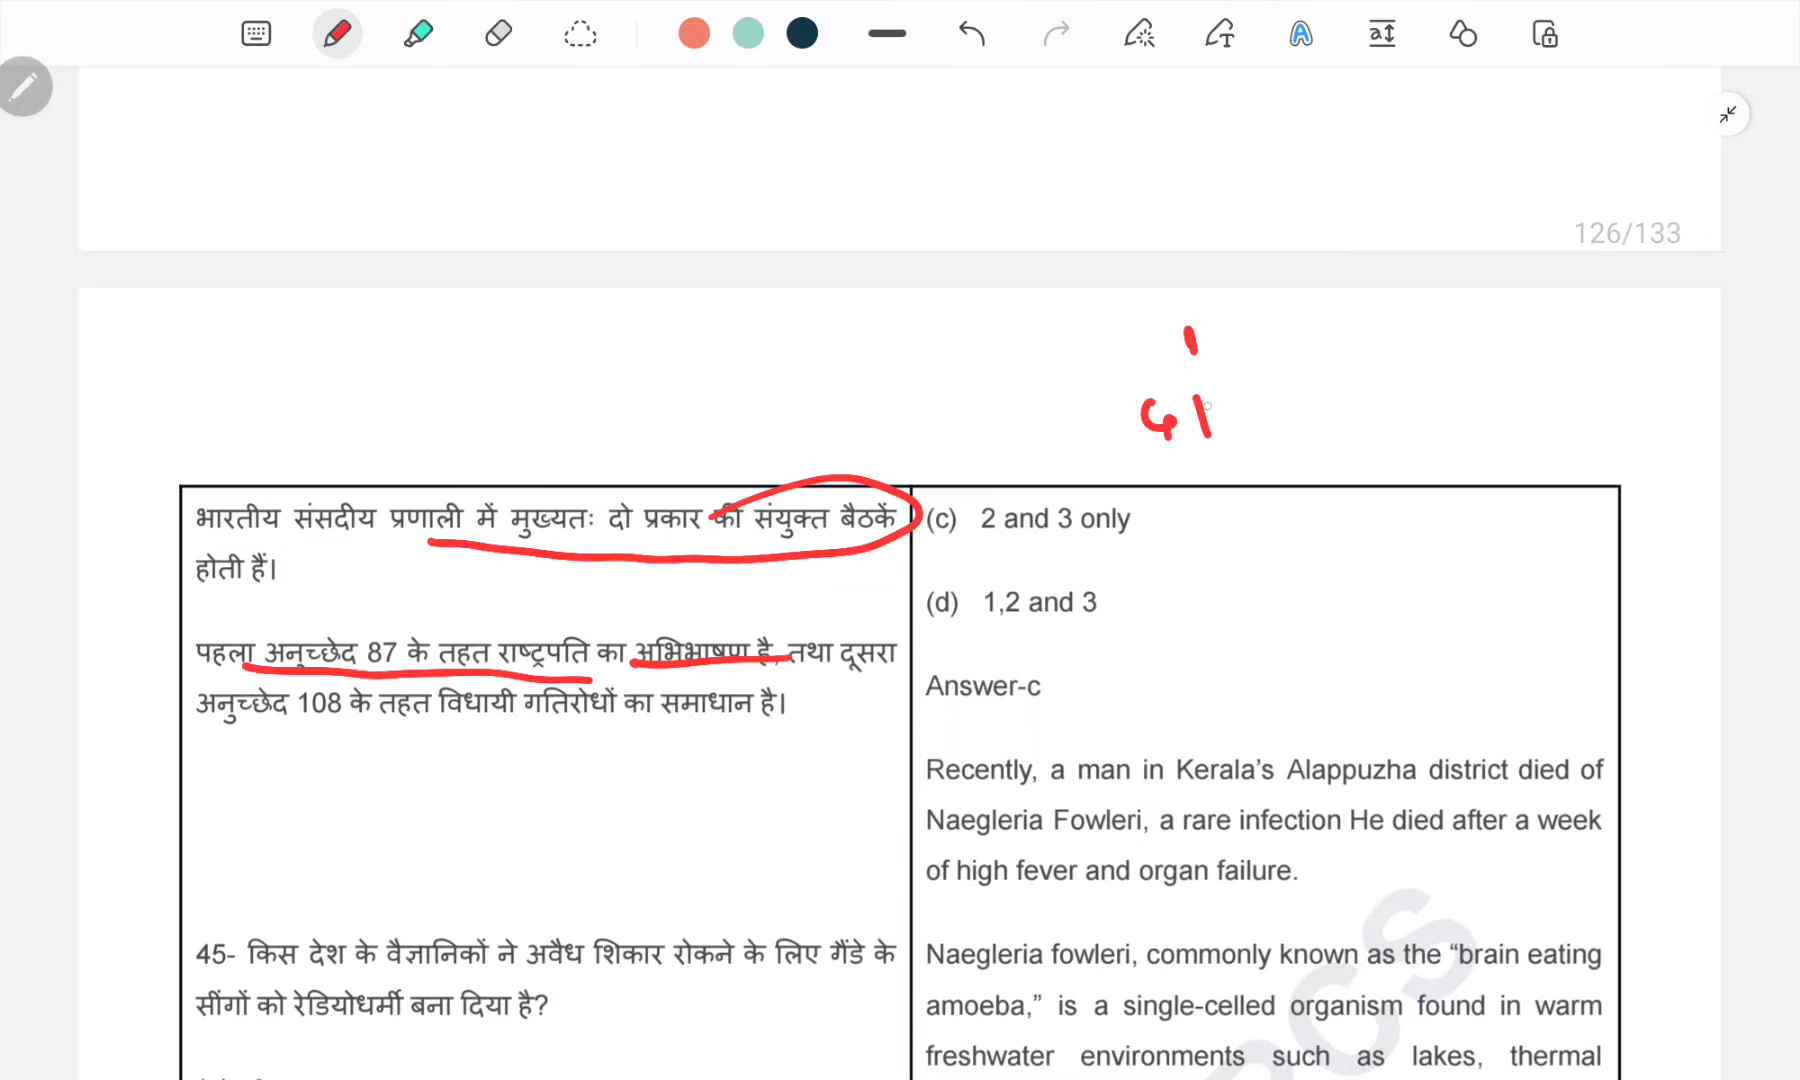 126/133
भारतीय संसदीय प्रणाली में मुख्यतः दो प्रकार की संयुक्त बैठकें
होती हैं।
पहला अनुच्छेद 87 के तहत राष्ट्रपति का अभिभाषण है, तथा दूसरा
अनुच्छेद 108 के तहत विधायी गतिरोधों का समाधान है।
45- किस देश के वैज्ञानिकों ने अवैध शिकार रोकने के लिए गैंडे के
सींगों को रेडियोधर्मी बना दिया है?
(c) 2 and 3 only
(d) 1,2 and 3
Answer-c
Recently, a man in Kerala’s Alappuzha district died of
Naegleria Fowleri, a rare infection He died after a week
of high fever and organ failure.
Naegleria fowleri, commonly known as the “brain eating
amoeba,” is a single-celled organism found in warm
freshwater environments such as lakes, thermal